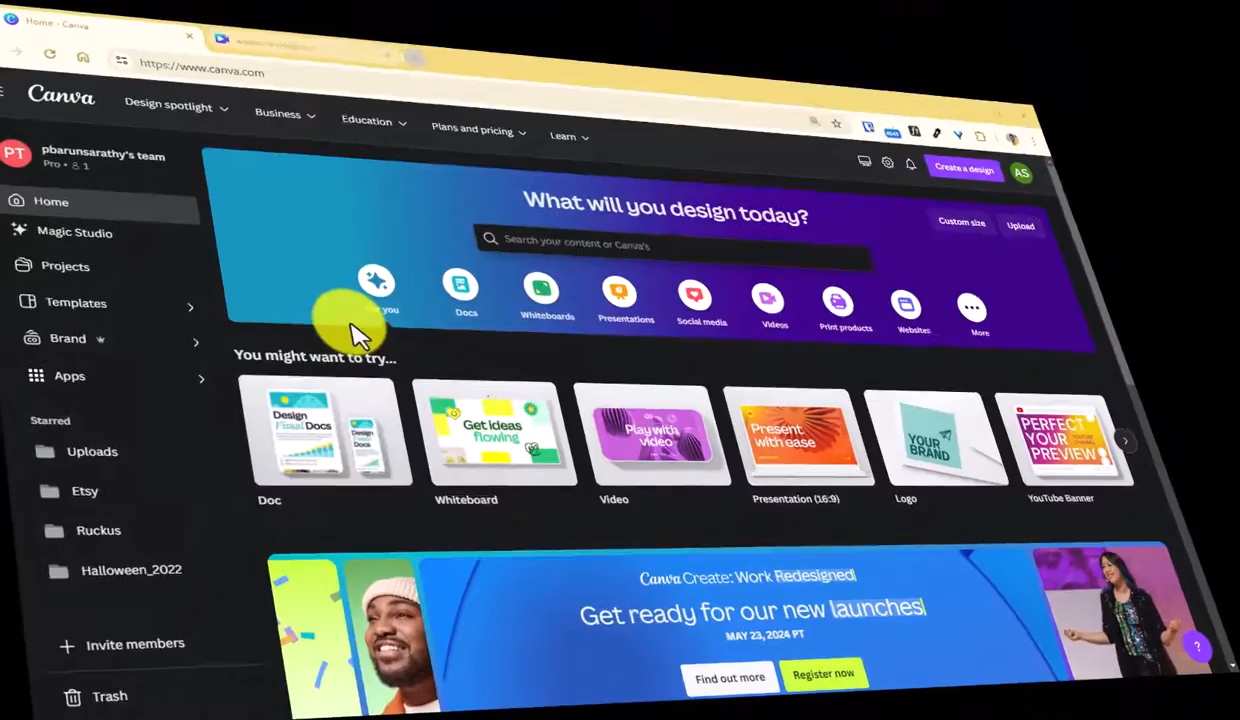 Home - Canva
https://www.canva.com
Canva
Design spotlight
Business
Education
Plans and pricing
Learn
Create a design
AS
PT
pbarunsarathy's team
Pro • 1
Home
Magic Studio
Projects
Templates
Brand
Apps
Starred
Uploads
Etsy
Ruckus
Halloween_2022
Invite members
Trash
What will you design today?
Custom size
Upload
Search your content or Canva's
you
Docs
Whiteboards
Presentations
Social media
Videos
Print products
Websites
More
You might want to try...
Design
Visual Docs
Design
Visual Docs
Get ideas
flowing
Play with
video
Present
with ease
YOUR
BRAND
PERFECT
YOUR
PREVIEW
Doc
Whiteboard
Video
Presentation (16:9)
Logo
YouTube Banner
Canva Create: Work Redesigned
Get ready for our new launches
MAY 23, 2024 PT
Find out more
Register now
?